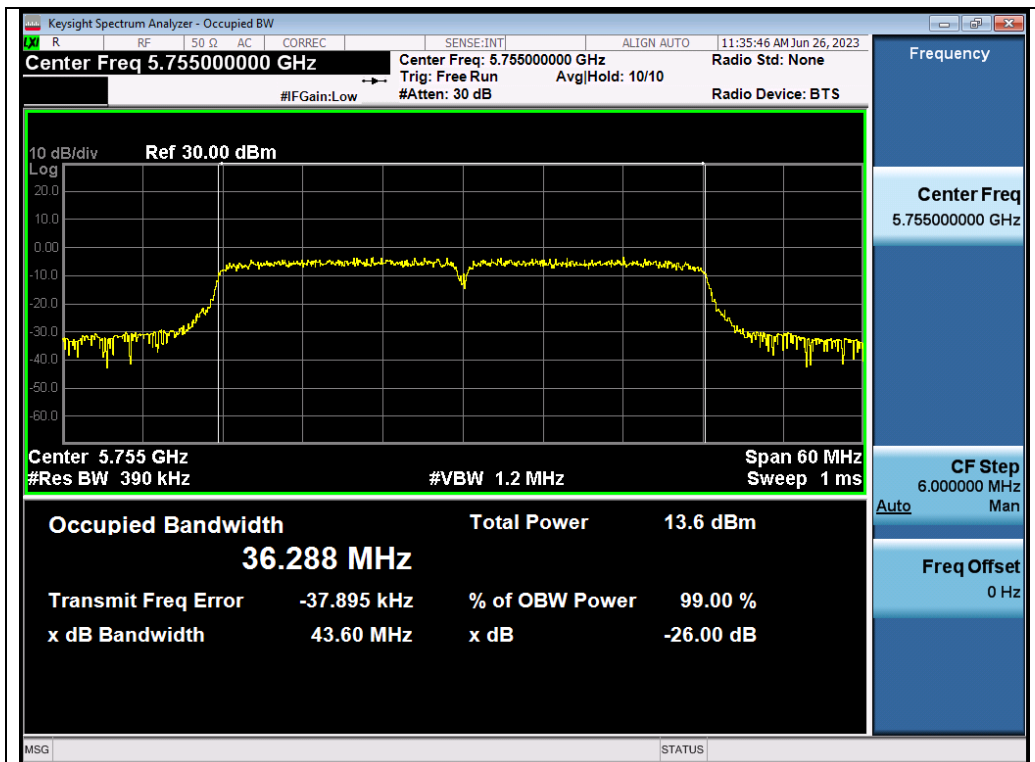 Keysight Spectrum Analyzer - Occupied BW
LXI R RF 50 Ω AC CORREC SENSE:INT ALIGN AUTO 11:35:46 AM Jun 26, 2023
Center Freq 5.755000000 GHz
Center Freq: 5.755000000 GHz Radio Std: None
Trig: Free Run Avg|Hold: 10/10
#IFGain:Low #Atten: 30 dB Radio Device: BTS
10 dB/div Ref 30.00 dBm
Log
20.0
10.0
0.00
-10.0
-20.0
-30.0
-40.0
-50.0
-60.0
Center 5.755 GHz Span 60 MHz
#Res BW 390 kHz #VBW 1.2 MHz Sweep 1 ms
Occupied Bandwidth Total Power 13.6 dBm
36.288 MHz
Transmit Freq Error -37.895 kHz % of OBW Power 99.00 %
x dB Bandwidth 43.60 MHz x dB -26.00 dB
MSG STATUS
Frequency
Center Freq
5.755000000 GHz
CF Step
6.000000 MHz
Auto Man
Freq Offset
0 Hz